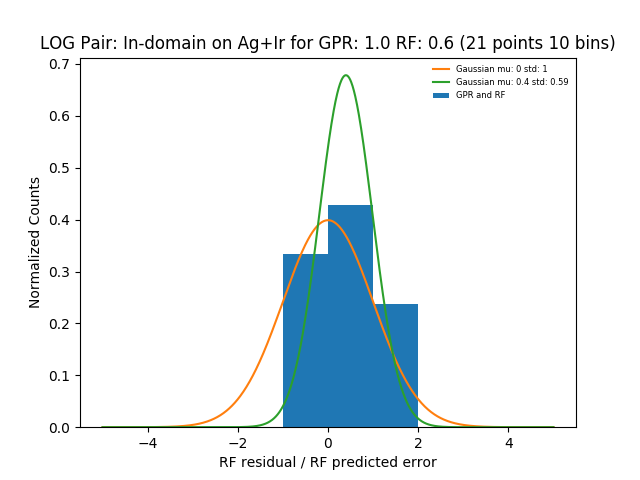 LOG Pair: In-domain on Ag+Ir for GPR: 1.0 RF: 0.6 (21 points 10 bins)
Gaussian mu: 0 std: 1
Gaussian mu: 0.4 std: 0.59
GPR and RF
Normalized Counts
0.7
0.6
0.5
0.4
0.3
0.2
0.1
0.0
−4 −2 0 2 4
RF residual / RF predicted error